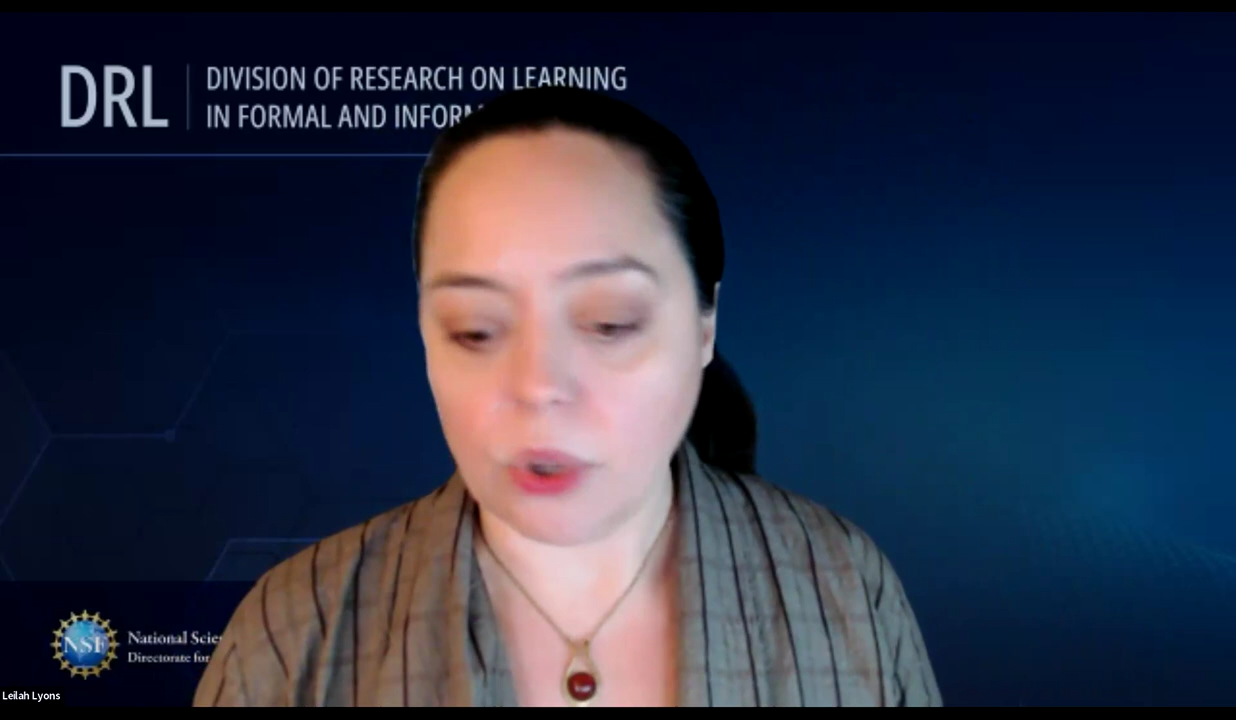 DRL
DIVISION OF RESEARCH ON LEARNING
IN FORMAL AND INFORM
NSF
National Scie
Directorate for
Leilah Lyons